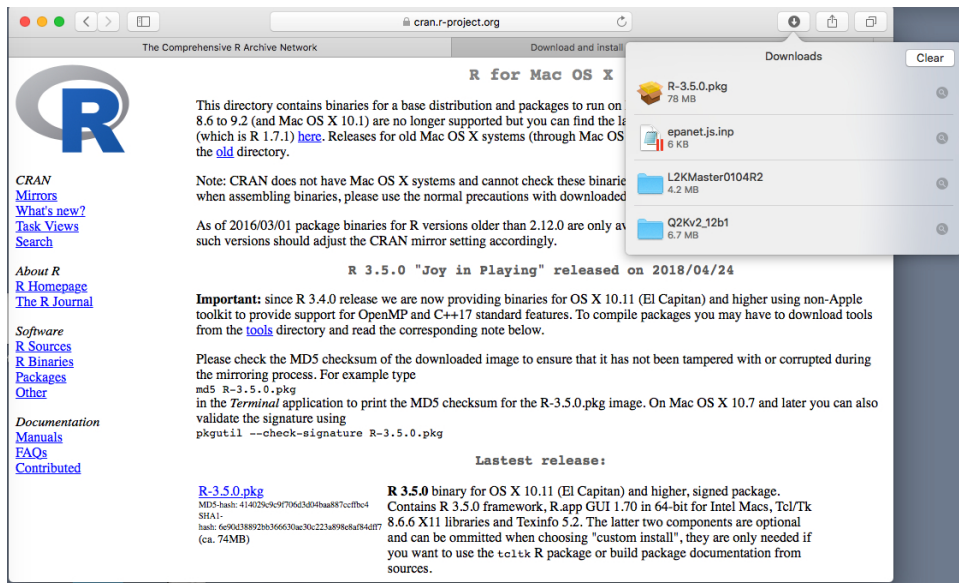 cran.r-project.org
The Comprehensive R Archive Network
Download and install
Downloads
Clear
R-3.5.0.pkg
78 MB
epanet.js.inp
6 KB
L2KMaster0104R2
4.2 MB
Q2Kv2_12b1
6.7 MB
R
CRAN
Mirrors
What's new?
Task Views
Search
About R
R Homepage
The R Journal
Software
R Sources
R Binaries
Packages
Other
Documentation
Manuals
FAQs
Contributed
R for Mac OS X
This directory contains binaries for a base distribution and packages to run on
8.6 to 9.2 (and Mac OS X 10.1) are no longer supported but you can find the la
(which is R 1.7.1) here. Releases for old Mac OS X systems (through Mac OS
the old directory.
Note: CRAN does not have Mac OS X systems and cannot check these binarie
when assembling binaries, please use the normal precautions with downloaded
As of 2016/03/01 package binaries for R versions older than 2.12.0 are only av
such versions should adjust the CRAN mirror setting accordingly.
R 3.5.0 "Joy in Playing" released on 2018/04/24
Important: since R 3.4.0 release we are now providing binaries for OS X 10.11 (El Capitan) and higher using non-Apple
toolkit to provide support for OpenMP and C++17 standard features. To compile packages you may have to download tools
from the tools directory and read the corresponding note below.
Please check the MD5 checksum of the downloaded image to ensure that it has not been tampered with or corrupted during
the mirroring process. For example type
md5 R-3.5.0.pkg
in the Terminal application to print the MD5 checksum for the R-3.5.0.pkg image. On Mac OS X 10.7 and later you can also
validate the signature using
pkgutil --check-signature R-3.5.0.pkg
Lastest release:
R-3.5.0.pkg
MD5-hash:
SHA1-
hash:
(ca. 74MB)
R 3.5.0 binary for OS X 10.11 (El Capitan) and higher, signed package.
Contains R 3.5.0 framework, R.app GUI 1.70 in 64-bit for Intel Macs, Tcl/Tk
8.6.6 X11 libraries and Texinfo 5.2. The latter two components are optional
and can be ommitted when choosing "custom install", they are only needed if
you want to use the tcltk R package or build package documentation from
sources.